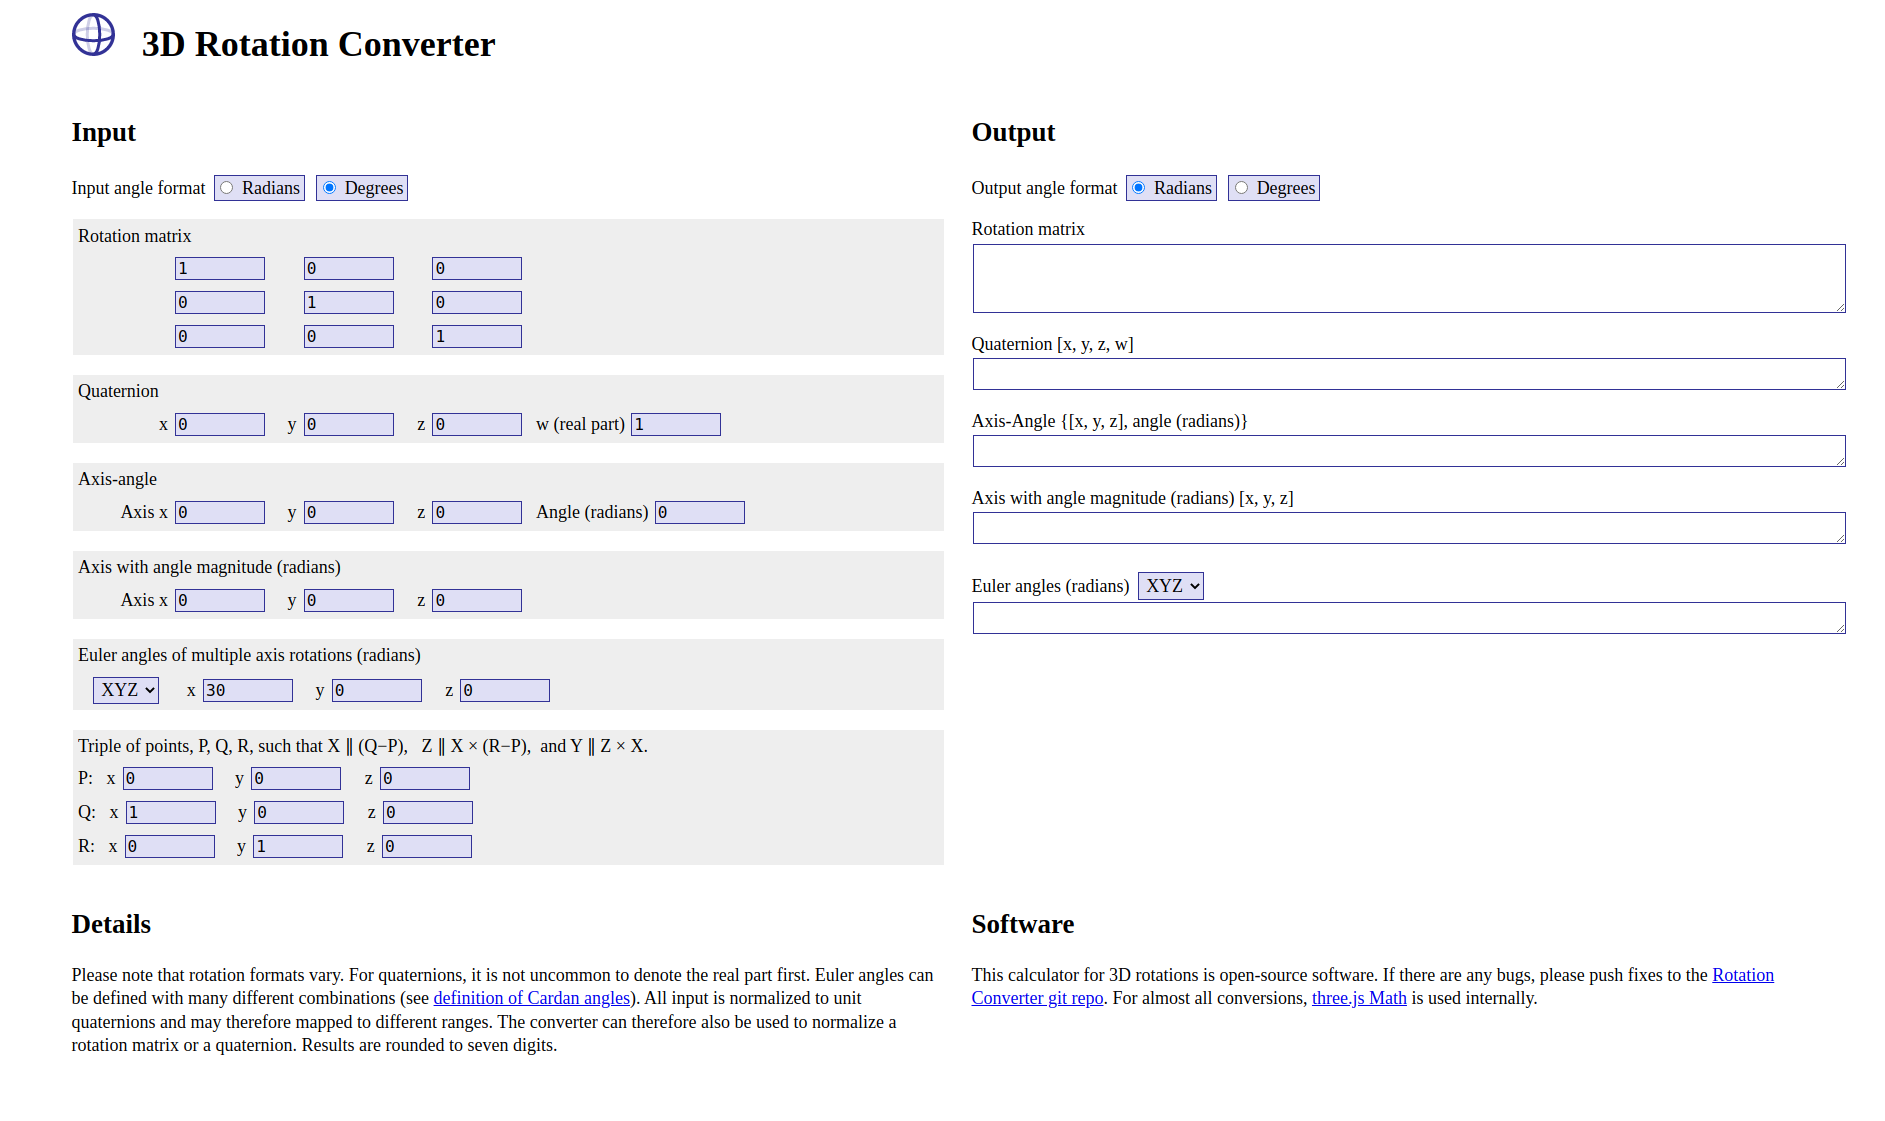 3D Rotation Converter
Input
Input angle format Radians Degrees
Rotation matrix
1 0 0
0 1 0
0 0 1
Quaternion
x 0 y 0 z 0 w (real part) 1
Axis-angle
Axis x 0 y 0 z 0 Angle (radians) 0
Axis with angle magnitude (radians)
Axis x 0 y 0 z 0
Euler angles of multiple axis rotations (radians)
XYZ x 30 y 0 z 0
Triple of points, P, Q, R, such that X ∥ (Q−P), Z ∥ X × (R−P), and Y ∥ Z × X.
P: x 0 y 0 z 0
Q: x 1 y 0 z 0
R: x 0 y 1 z 0
Output
Output angle format Radians Degrees
Rotation matrix
Quaternion [x, y, z, w]
Axis-Angle {[x, y, z], angle (radians)}
Axis with angle magnitude (radians) [x, y, z]
Euler angles (radians) XYZ
Details
Please note that rotation formats vary. For quaternions, it is not uncommon to denote the real part first. Euler angles can
be defined with many different combinations (see definition of Cardan angles). All input is normalized to unit
quaternions and may therefore mapped to different ranges. The converter can therefore also be used to normalize a
rotation matrix or a quaternion. Results are rounded to seven digits.
Software
This calculator for 3D rotations is open-source software. If there are any bugs, please push fixes to the Rotation
Converter git repo. For almost all conversions, three.js Math is used internally.